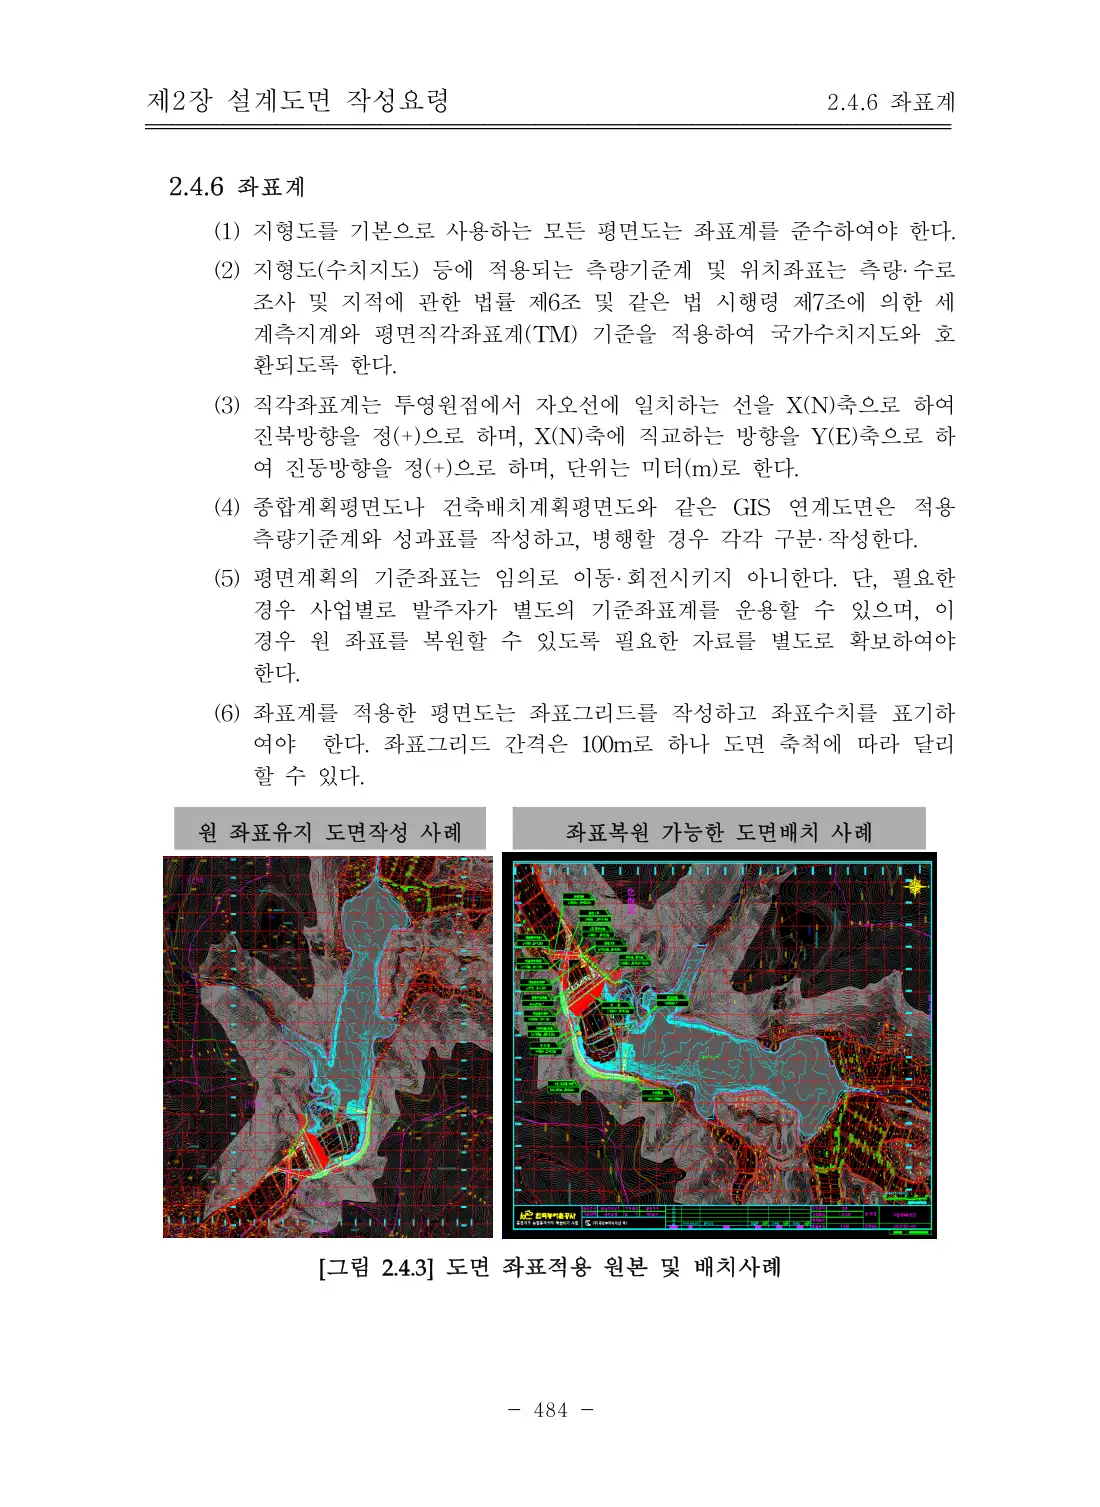 제2장 설계도면 작성요령
2.4.6 좌표계
2.4.6 좌표계
(1) 지형도를 기본으로 사용하는 모든 평면도는 좌표계를 준수하여야 한다.
(2) 지형도(수치지도) 등에 적용되는 측량기준계 및 위치좌표는 측량·수로
조사 및 지적에 관한 법률 제6조 및 같은 법 시행령 제7조에 의한 세
계측지계와 평면직각좌표계(TM) 기준을 적용하여 국가수치지도와 호
환되도록 한다.
(3) 직각좌표계는 투영원점에서 자오선에 일치하는 선을 X(N)축으로 하여
진북방향을 정(+)으로 하며, X(N)축에 직교하는 방향을 Y(E)축으로 하
여 진동방향을 정(+)으로 하며, 단위는 미터(m)로 한다.
(4) 종합계획평면도나 건축배치계획평면도와 같은 GIS 연계도면은 적용
측량기준계와 성과표를 작성하고, 병행할 경우 각각 구분·작성한다.
(5) 평면계획의 기준좌표는 임의로 이동·회전시키지 아니한다. 단, 필요한
경우 사업별로 발주자가 별도의 기준좌표계를 운용할 수 있으며, 이
경우 원 좌표를 복원할 수 있도록 필요한 자료를 별도로 확보하여야
한다.
(6) 좌표계를 적용한 평면도는 좌표그리드를 작성하고 좌표수치를 표기하
여야 한다. 좌표그리드 간격은 100m로 하나 도면 축척에 따라 달리
할 수 있다.
원 좌표유지 도면작성 사례
좌표복원 가능한 도면배치 사례
한국농어촌공사
[그림 2.4.3] 도면 좌표적용 원본 및 배치사례
- 484 -